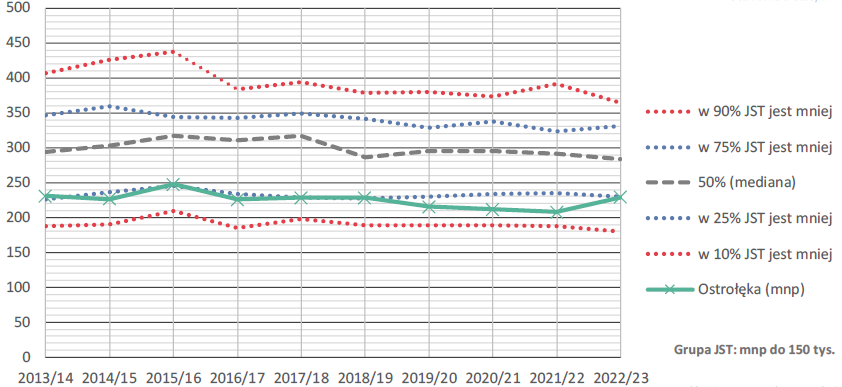 500
450
400
350
300
250
200
150
100
50
0
2013/14 2014/15 2015/16 2016/17 2017/18 2018/19 2019/20 2020/21 2021/22 2022/23
w 90% JST jest mniej
w 75% JST jest mniej
50% (mediana)
w 25% JST jest mniej
w 10% JST jest mniej
Ostrołęka (mnp)
Grupa JST: mnp do 150 tys.